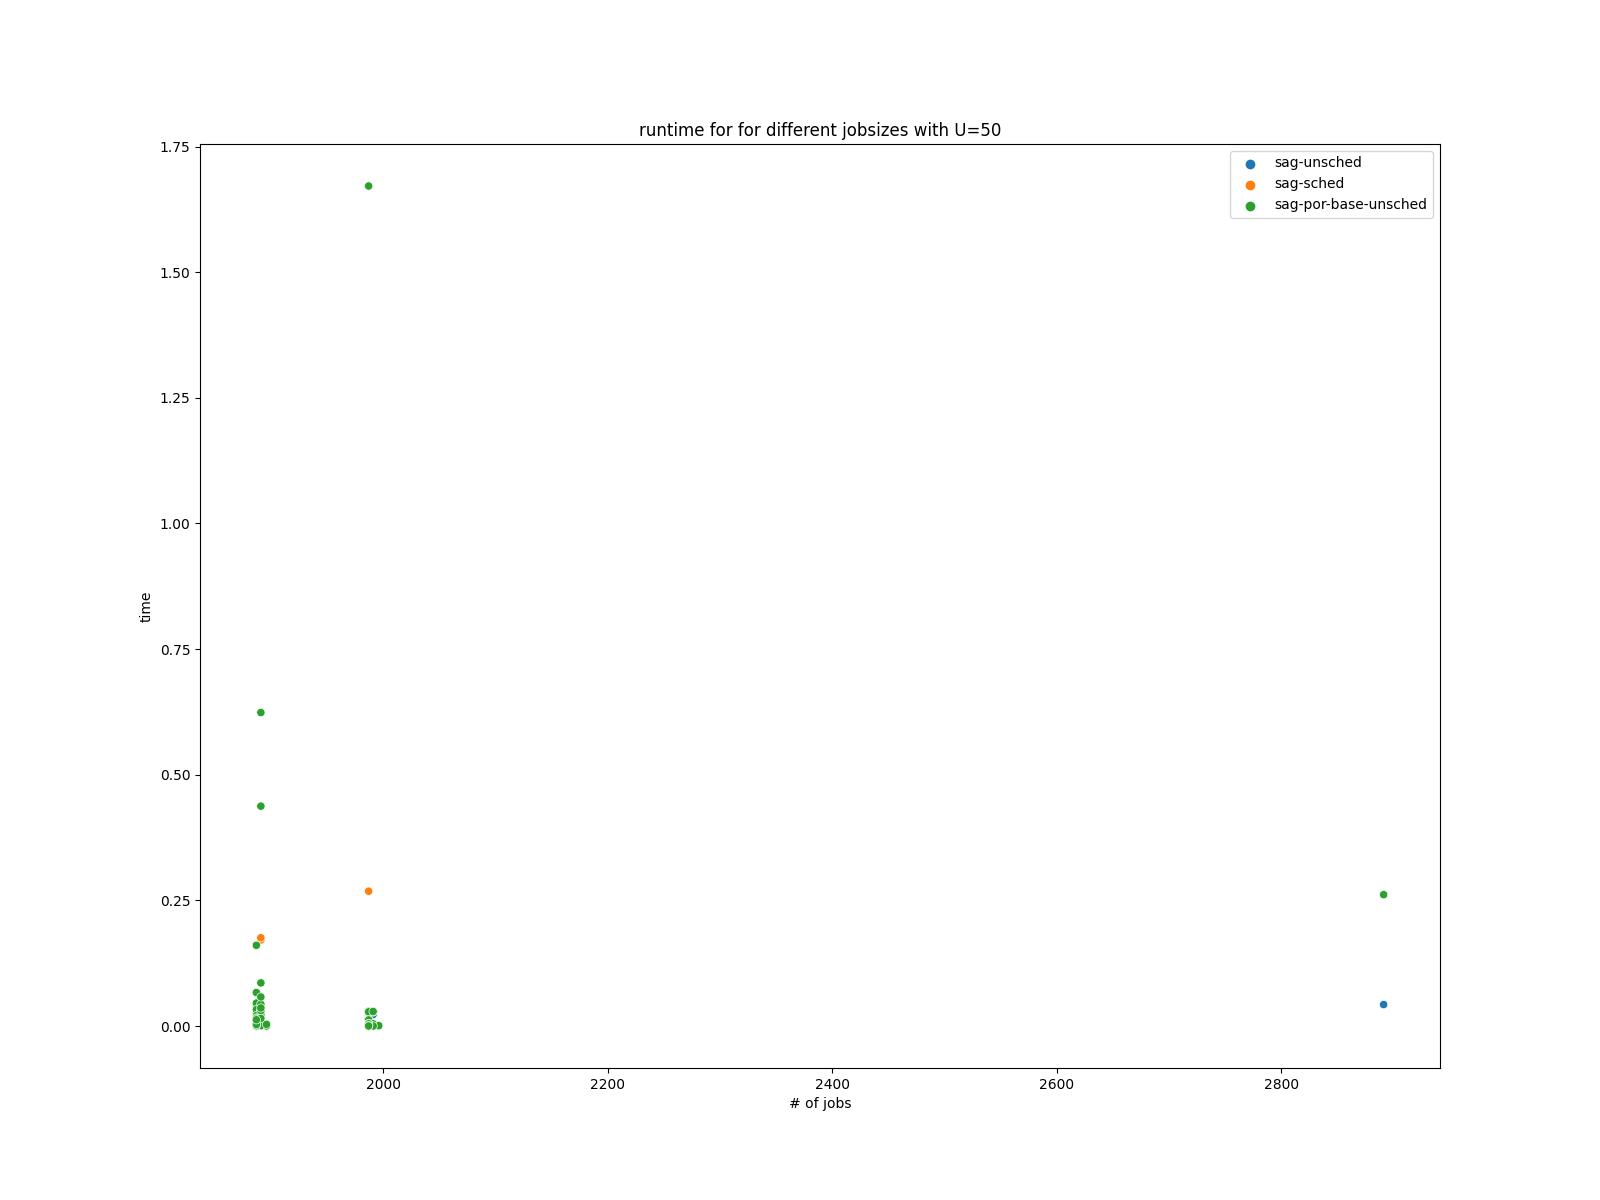 runtime for for different jobsizes with U=50
sag-unsched
sag-sched
sag-por-base-unsched
1.75
1.50
1.25
1.00
0.75
0.50
0.25
0.00
time
2000
2200
2400
2600
2800
# of jobs